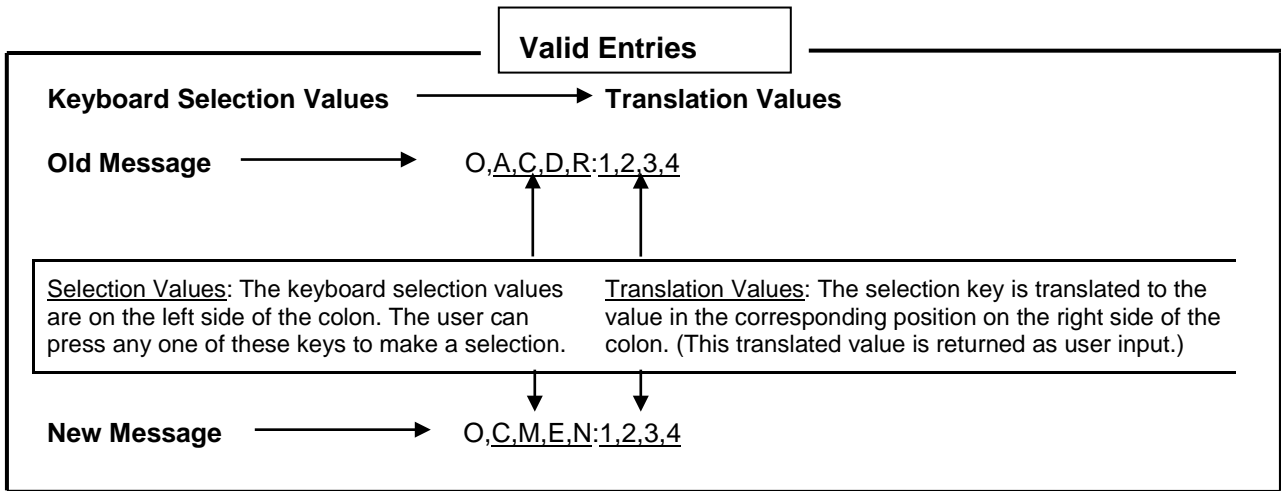 Valid Entries
Keyboard Selection Values Translation Values
Old Message O,A,C,D,R:1,2,3,4
Selection Values: The keyboard selection values
are on the left side of the colon. The user can
press any one of these keys to make a selection.
Translation Values: The selection key is translated to the
value in the corresponding position on the right side of the
colon. (This translated value is returned as user input.)
New Message O,C,M,E,N:1,2,3,4